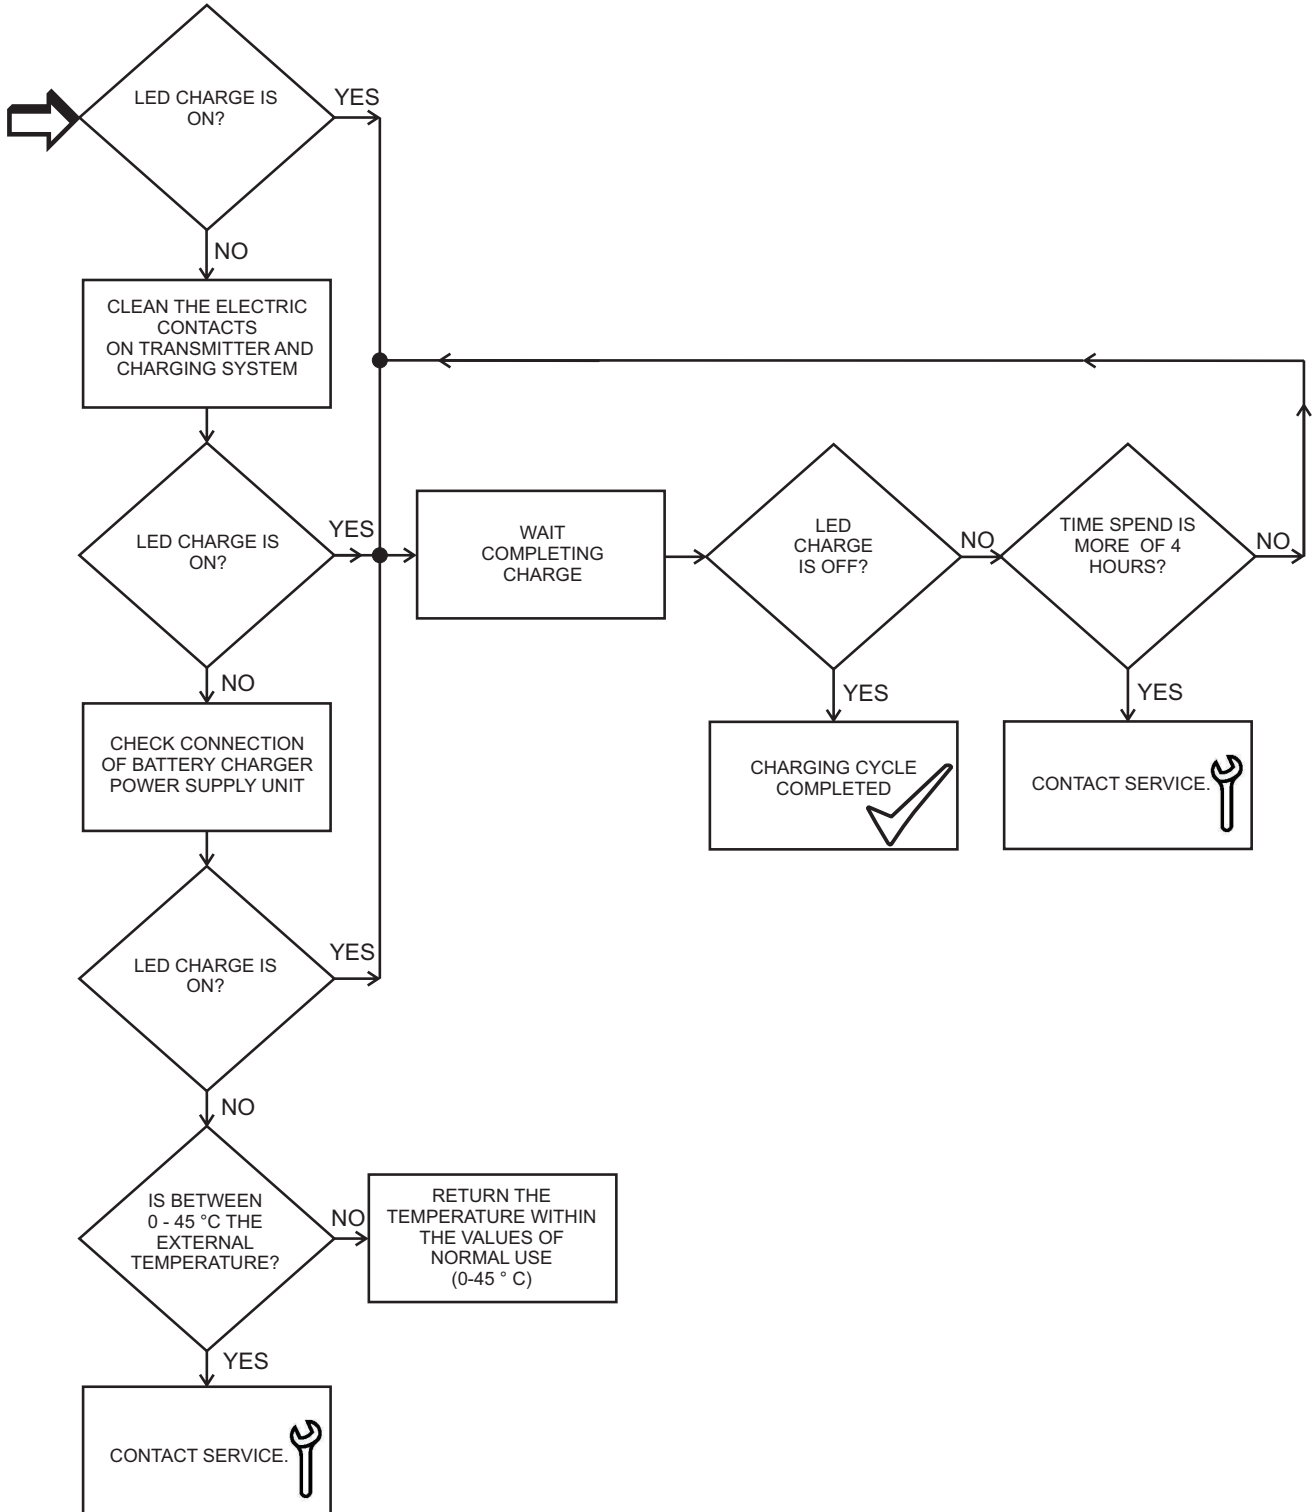 LED CHARGE IS
ON?
YES
NO
CLEAN THE ELECTRIC
CONTACTS
ON TRANSMITTER AND
CHARGING SYSTEM
LED CHARGE IS
ON?
YES
WAIT
COMPLETING
CHARGE
LED
CHARGE
IS OFF?
NO
TIME SPEND IS
MORE OF 4
HOURS?
NO
NO
YES
YES
CHECK CONNECTION
OF BATTERY CHARGER
POWER SUPPLY UNIT
CHARGING CYCLE
COMPLETED
CONTACT SERVICE.
LED CHARGE IS
ON?
YES
NO
IS BETWEEN
0 - 45 °C THE
EXTERNAL
TEMPERATURE?
NO
RETURN THE
TEMPERATURE WITHIN
THE VALUES OF
NORMAL USE
(0-45 ° C)
YES
CONTACT SERVICE.